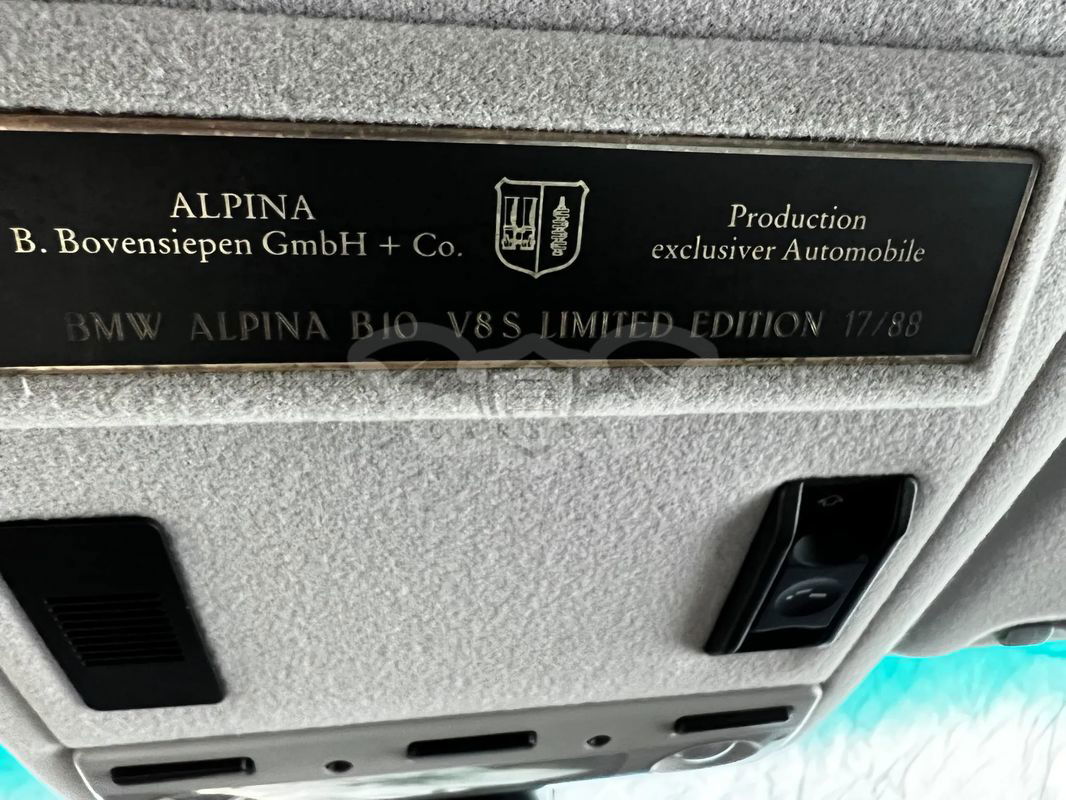 ALPINA
B. Bovensiepen GmbH + Co.
Production
exclusiver Automobile
BMW ALPINA B10 V8 S LIMITED EDITION 17/88